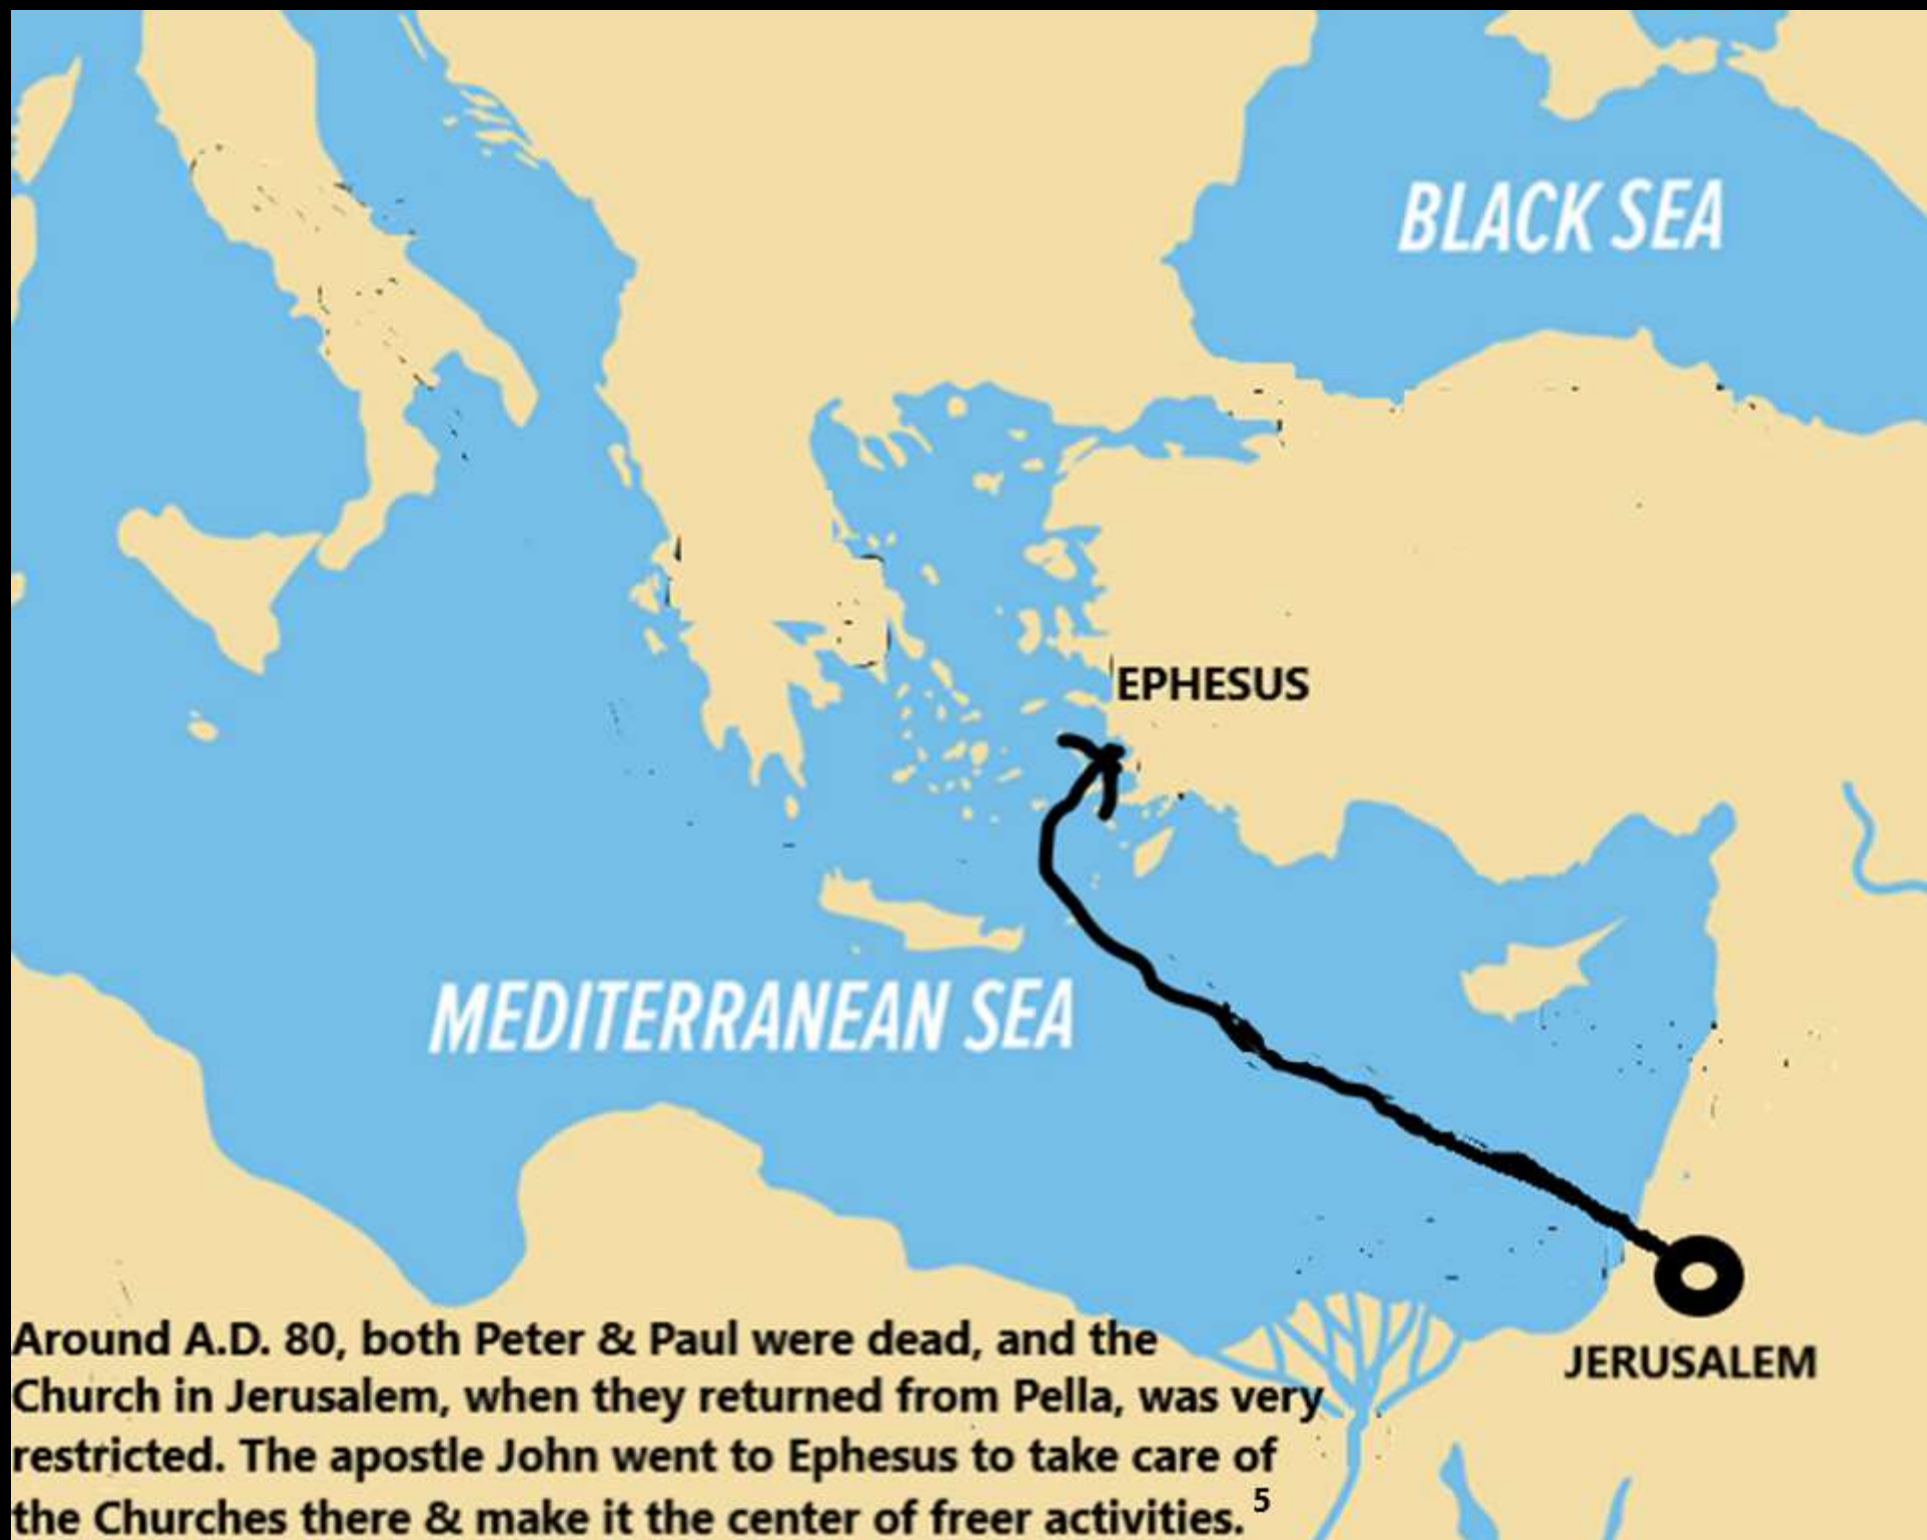 BLACK SEA
EPHESUS
MEDITERRANEAN SEA
JERUSALEM
Around A.D. 80, both Peter & Paul were dead, and the
Church in Jerusalem, when they returned from Pella, was very
restricted. The apostle John went to Ephesus to take care of
the Churches there & make it the center of freer activities. 5